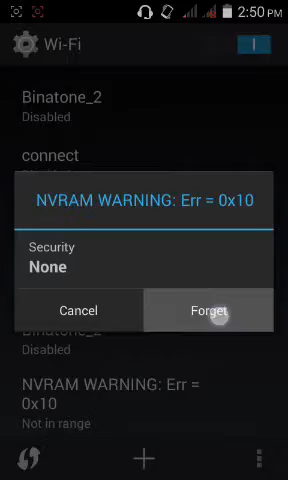 2:50 PM
Wi-Fi
Binatone_2
Disabled
connect
NVRAM WARNING: Err = 0x10
Security
None
Cancel
Forget
Binatone_2
Disabled
NVRAM WARNING: Err =
0x10
Not in range